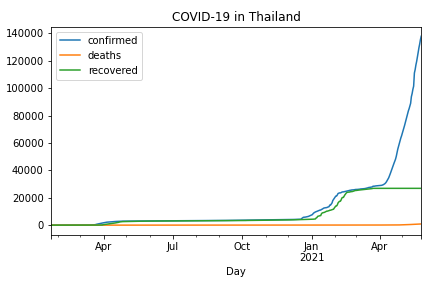 COVID-19 in Thailand
confirmed
deaths
recovered
140000
120000
100000
80000
60000
40000
20000
0
Apr Jul Oct Jan Apr
2021
Day